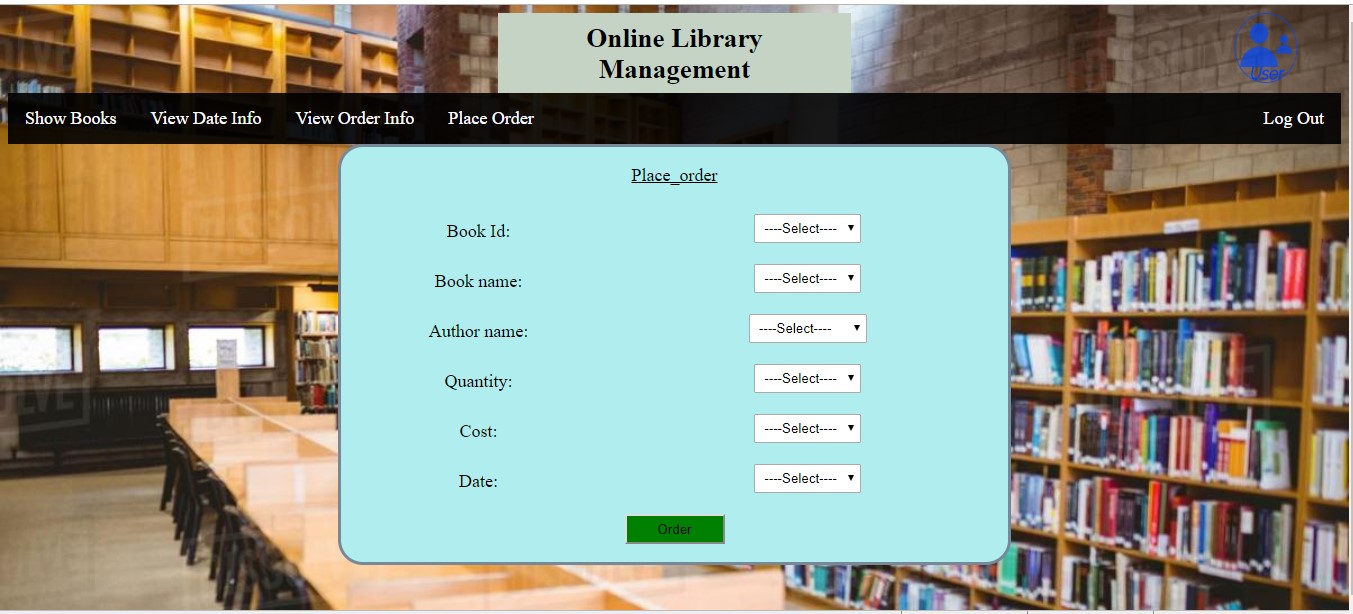 Online Library
Management
User
Show Books View Date Info View Order Info Place Order Log Out
Place_order
Book Id: ----Select----
Book name: ----Select----
Author name: ----Select----
Quantity: ----Select----
Cost: ----Select----
Date: ----Select----
Order